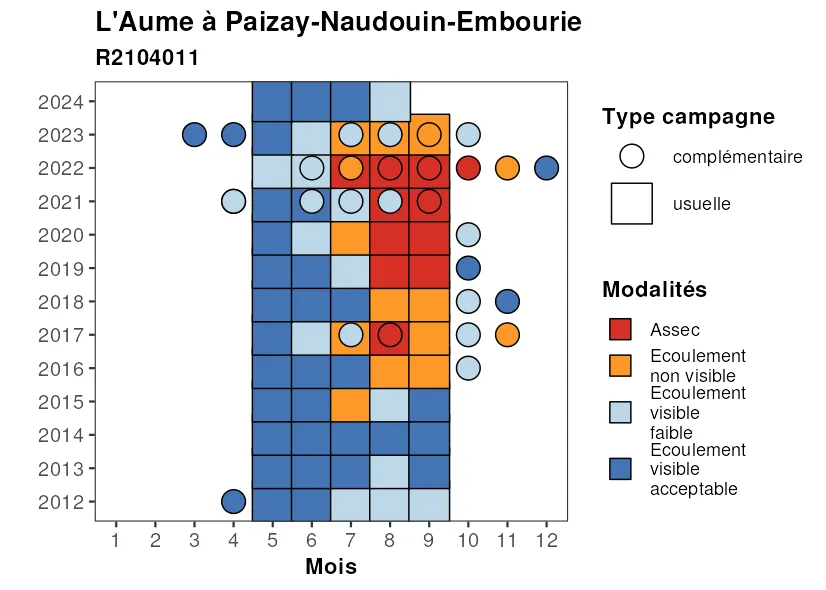 L'Aume à Paizay-Naudouin-Embourie
R2104011
2024
2023
2022
2021
2020
2019
2018
2017
2016
2015
2014
2013
2012
1 2 3 4 5 6 7 8 9 10 11 12
Mois
Type campagne
complémentaire
usuelle
Modalités
Assec
Ecoulement
non visible
Ecoulement
visible
faible
Ecoulement
visible
acceptable